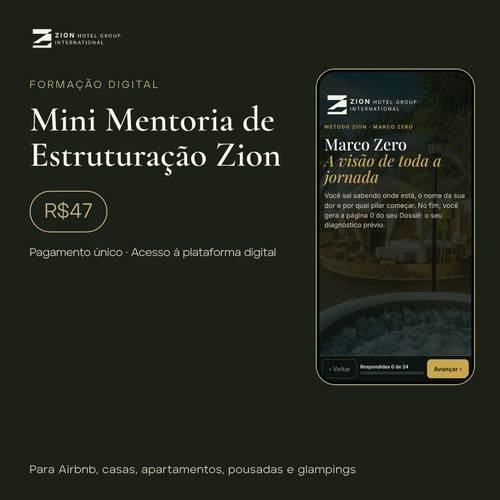 ZION HOTEL GROUP
INTERNATIONAL
FORMAÇÃO DIGITAL
Mini Mentoria de
Estruturação Zion
R$47
Pagamento único · Acesso à plataforma digital
ZION HOTEL GROUP
INTERNATIONAL
MÉTODO ZION · MARCO ZERO
Marco Zero
A visão de toda a
jornada
Você sai sabendo onde está, o nome da sua
dor e por qual pilar começar. No fim, você
gera a página 0 do seu Dossiê: o seu
diagnóstico prévio.
‹ Voltar
Respondidas 0 de 24
Avançar ›
Para Airbnb, casas, apartamentos, pousadas e glampings